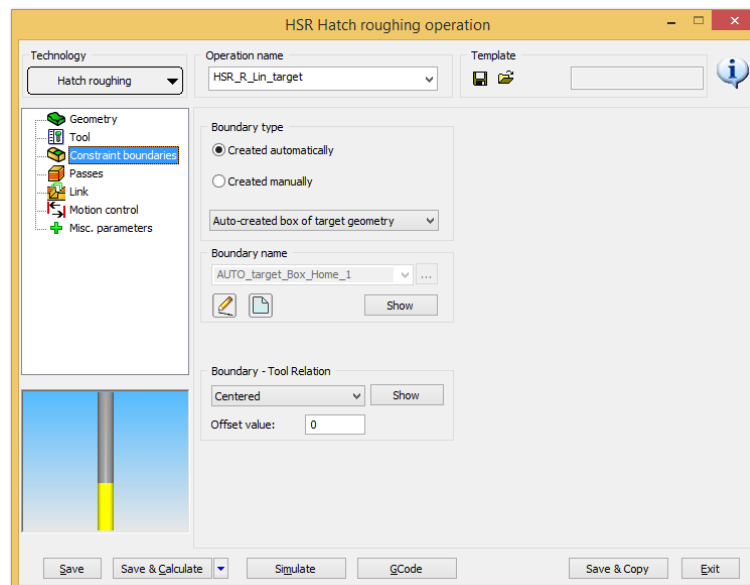 HSR Hatch roughing operation
Technology
Hatch roughing
Operation name
HSR_R_Lin_target
Template
Geometry
Tool
Constraint boundaries
Passes
Link
Motion control
Misc. parameters
Boundary type
Created automatically
Created manually
Auto-created box of target geometry
Boundary name
AUTO_target_Box_Home_1
...
Show
Boundary - Tool Relation
Centered
Show
Offset value:
0
Save
Save & Calculate
Simulate
GCode
Save & Copy
Exit